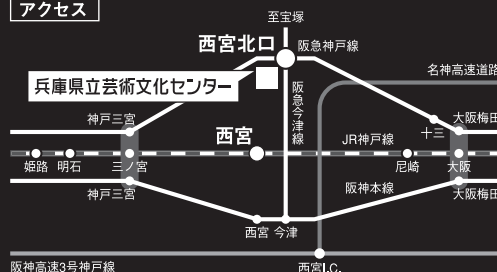 アクセス
至宝塚
西宮北口
阪急神戸線
名神高速道路
兵庫県立芸術文化センター
阪急今津線
神戸三宮
十三
大阪梅田
西宮
JR神戸線
姫路
明石
三ノ宮
尼崎
大阪
神戸三宮
阪神本線
大阪梅田
西宮
今津
阪神高速3号神戸線
西宮I.C.